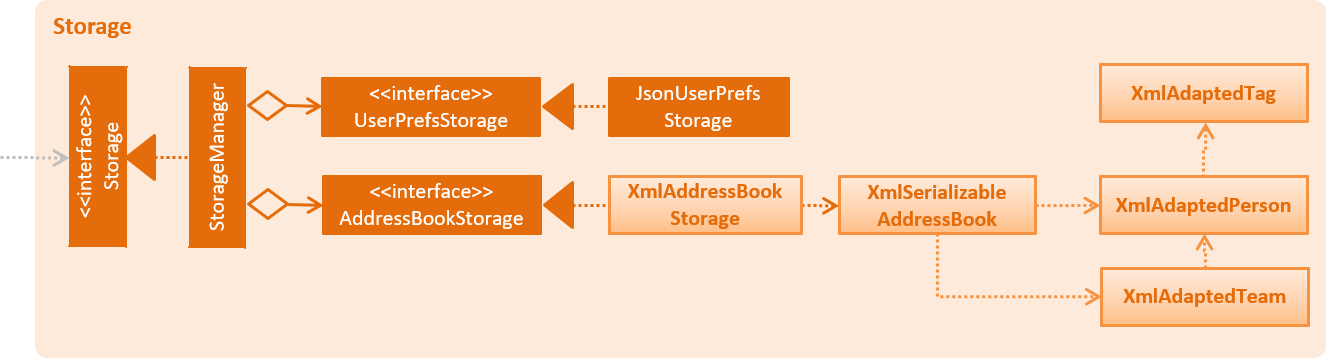 Storage
<<interface>>
Storage
StorageManager
<<interface>>
UserPrefsStorage
JsonUserPrefs
Storage
<<interface>>
AddressBookStorage
XmlAddressBook
Storage
XmlSerializable
AddressBook
XmlAdaptedTag
XmlAdaptedPerson
XmlAdaptedTeam